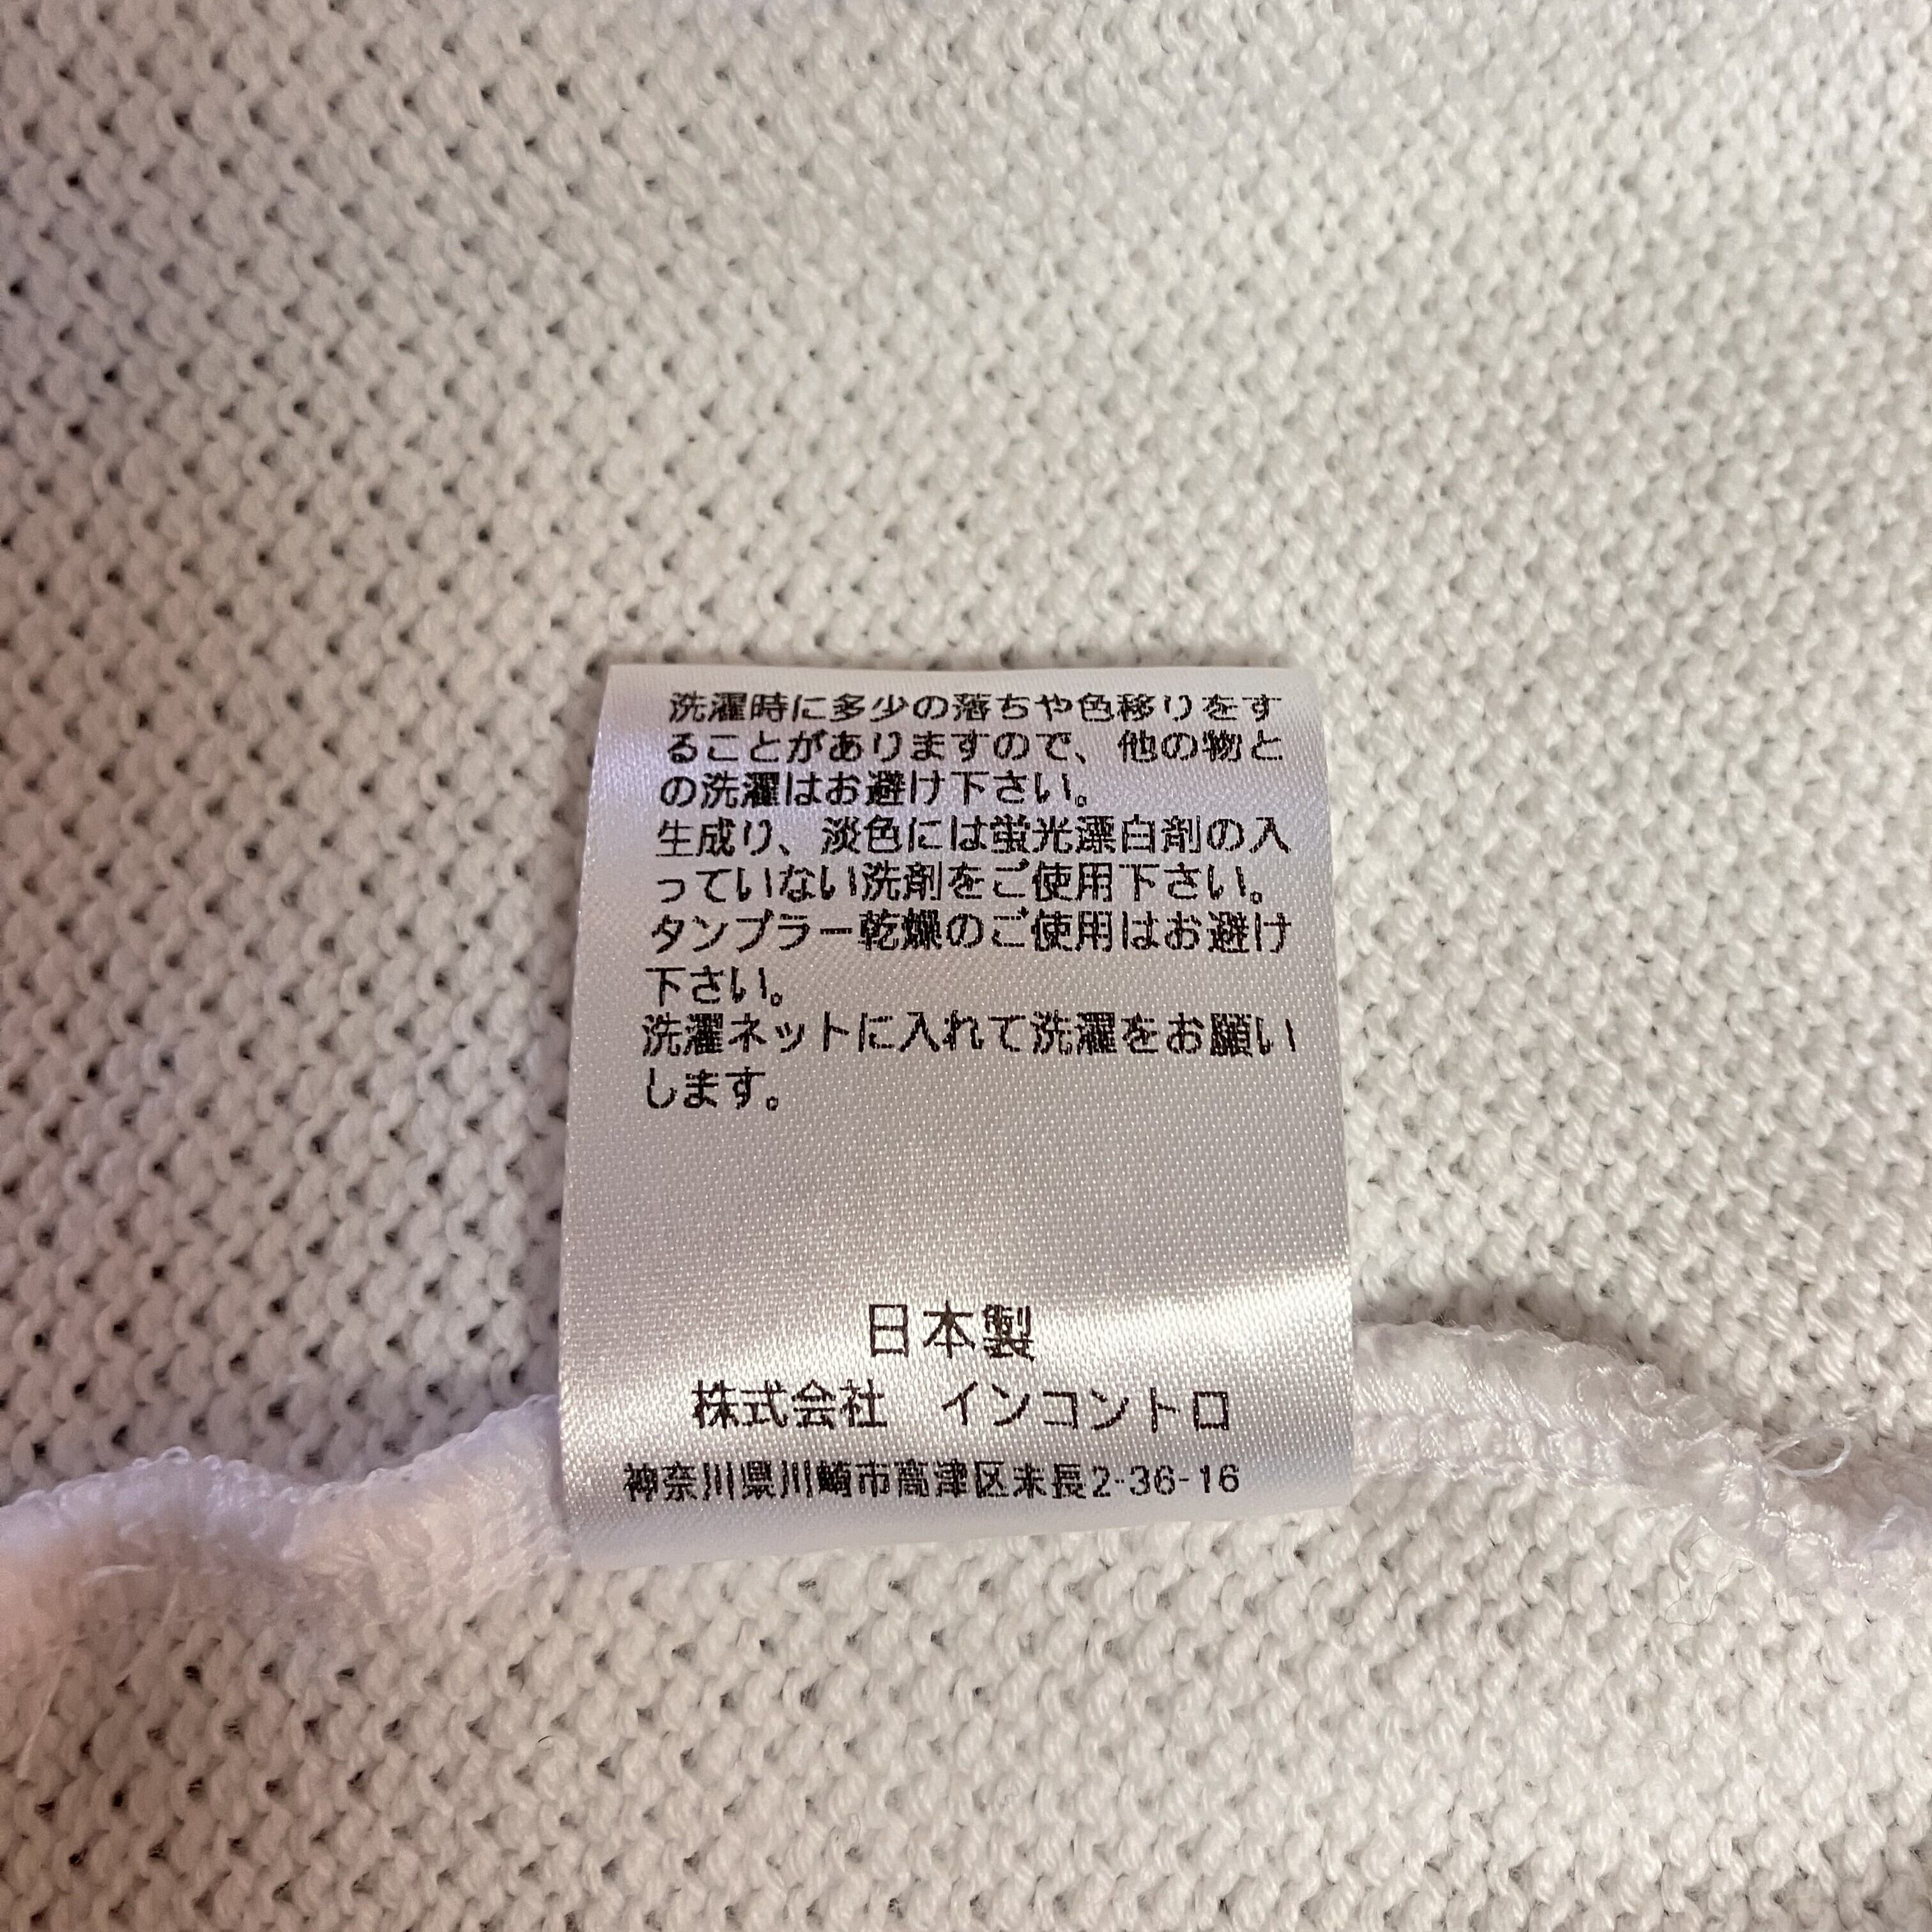 洗濯時に多少の落ちや色移りをす
ることがありますので、他の物と
の洗濯はお避け下さい。
生成り、淡色には蛍光漂白剤の入
っていない洗剤をご使用下さい。
タンブラー乾燥のご使用はお避け
下さい。
洗濯ネットに入れて洗濯をお願い
します。
日本製
株式会社　インコントロ
神奈川県川崎市高津区末長2-36-16